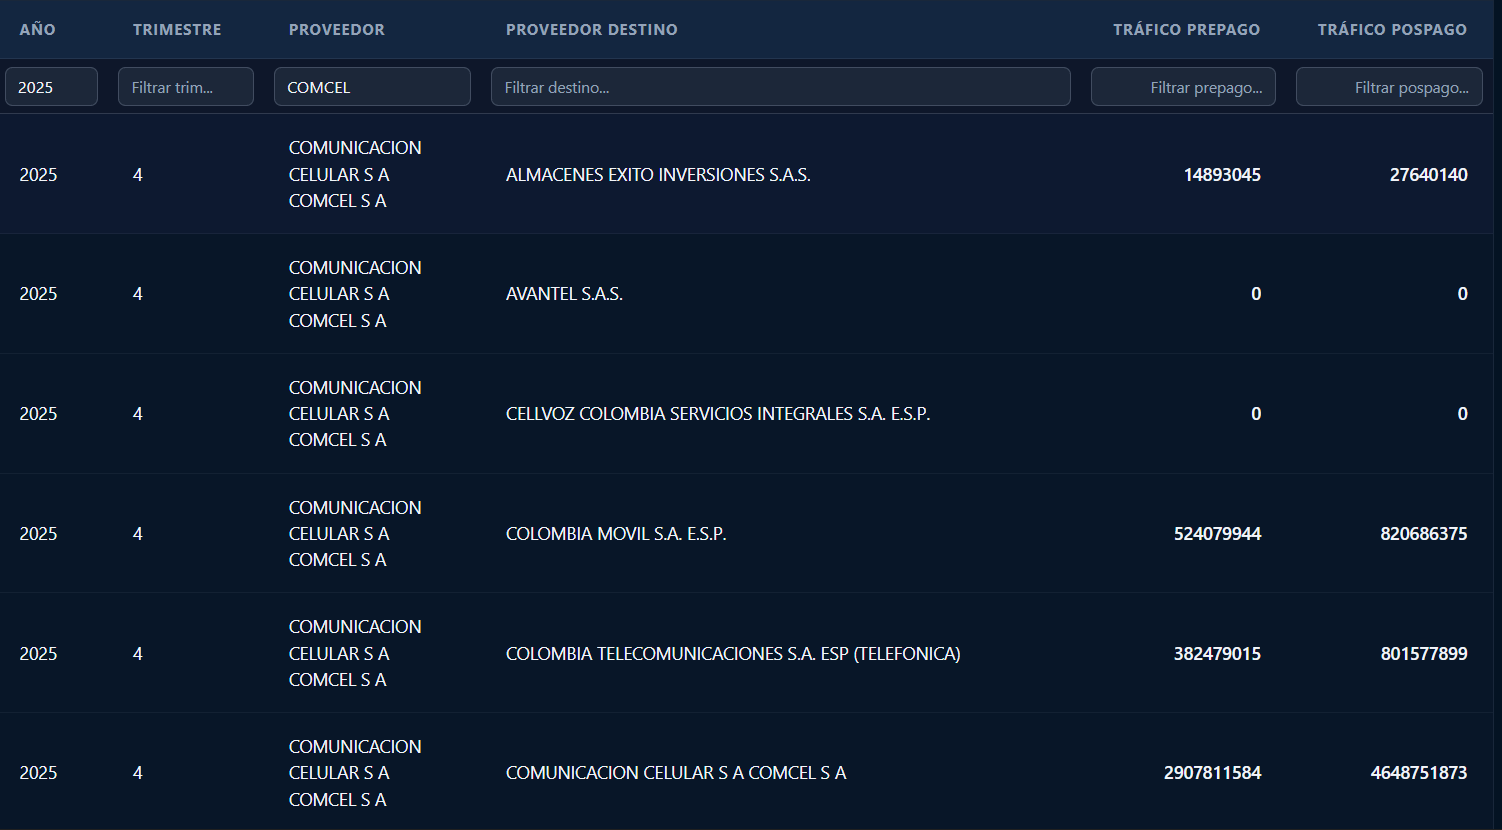 AÑO TRIMESTRE PROVEEDOR PROVEEDOR DESTINO TRÁFICO PREPAGO TRÁFICO POSPAGO
2025 Filtrar trim... COMCEL Filtrar destino... Filtrar prepago... Filtrar pospago...
COMUNICACION
2025 4 CELULAR S A ALMACENES EXITO INVERSIONES S.A.S. 14893045 27640140
COMCEL S A
COMUNICACION
2025 4 CELULAR S A AVANTEL S.A.S. 0 0
COMCEL S A
COMUNICACION
2025 4 CELULAR S A CELLVOZ COLOMBIA SERVICIOS INTEGRALES S.A. E.S.P. 0 0
COMCEL S A
COMUNICACION
2025 4 CELULAR S A COLOMBIA MOVIL S.A. E.S.P. 524079944 820686375
COMCEL S A
COMUNICACION
2025 4 CELULAR S A COLOMBIA TELECOMUNICACIONES S.A. ESP (TELEFONICA) 382479015 801577899
COMCEL S A
COMUNICACION
2025 4 CELULAR S A COMUNICACION CELULAR S A COMCEL S A 2907811584 4648751873
COMCEL S A